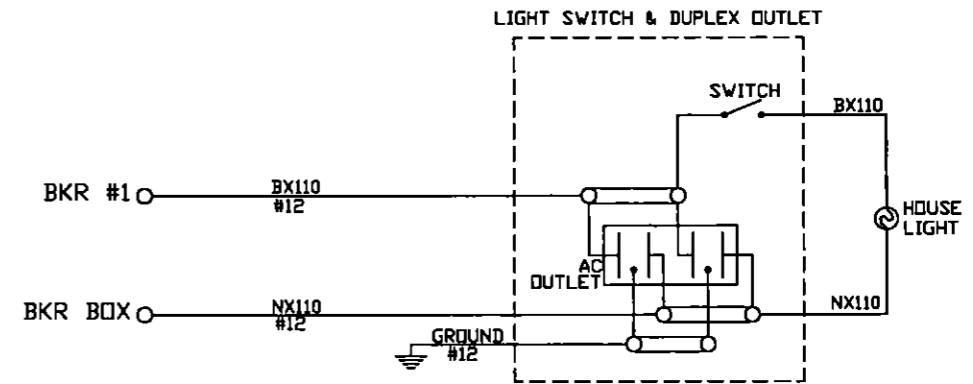 LIGHT SWITCH & DUPLEX OUTLET
SWITCH
BX110
BKR #1
BX110
#12
HOUSE
LIGHT
AC
OUTLET
BKR BOX
NX110
#12
NX110
GROUND
#12